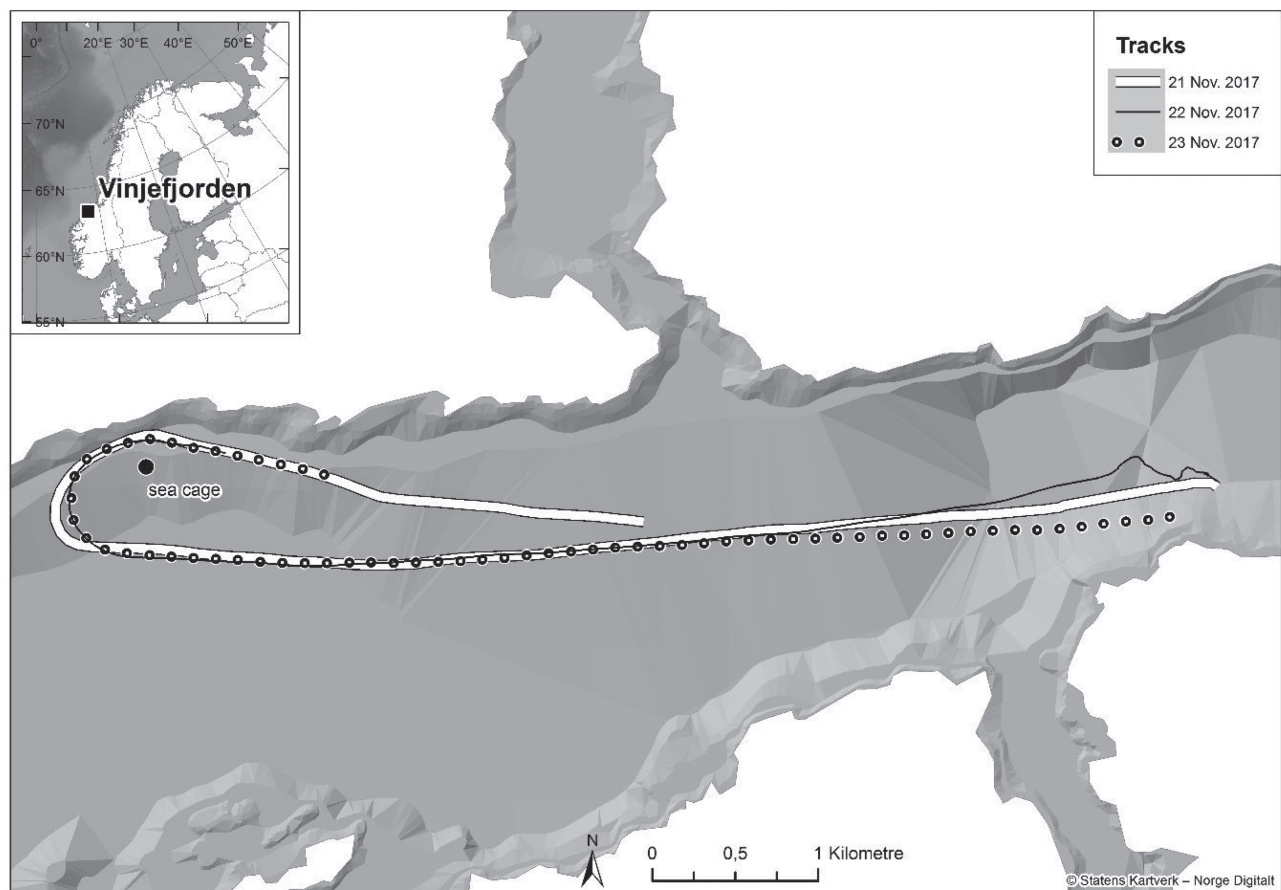 0° 20°E 30°E 40°E 50°E
70°N
65°N
Vinjefjorden
60°N
55°N
Tracks
21 Nov. 2017
22 Nov. 2017
23 Nov. 2017
sea cage
N
0 0,5 1 Kilometre
© Statens Kartverk – Norge Digitalt